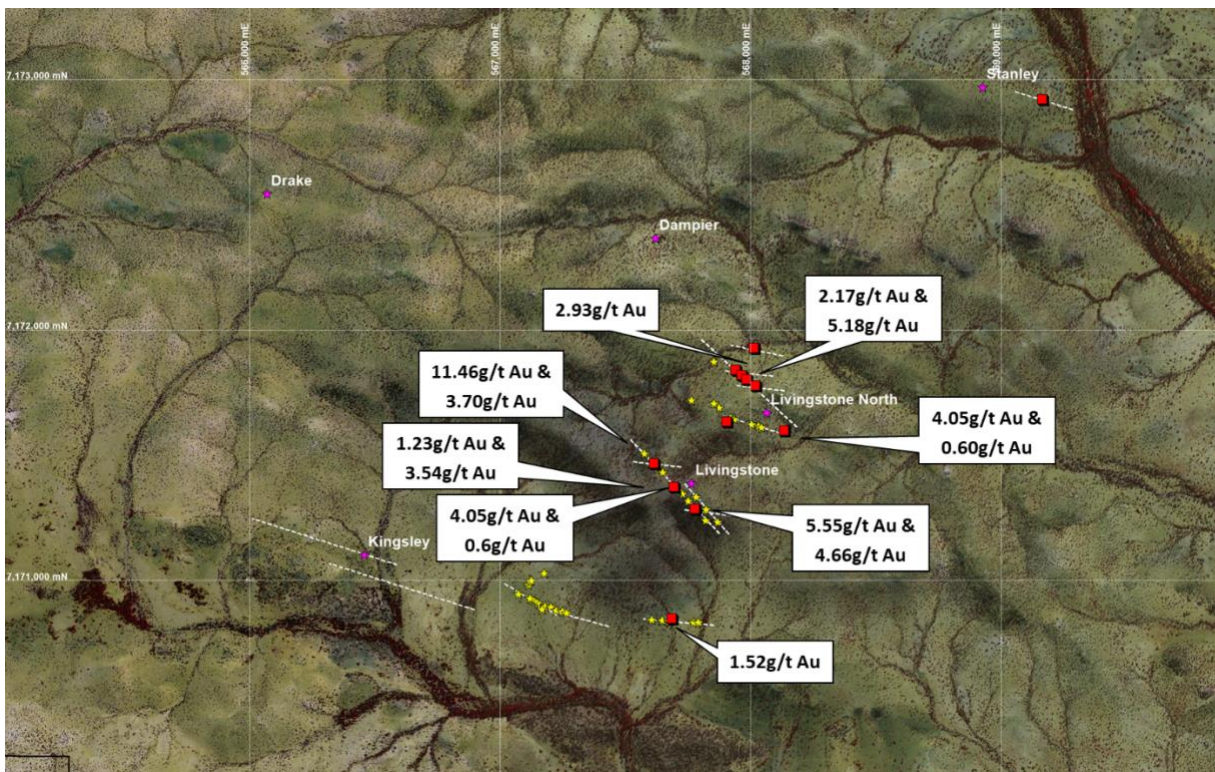 566,000 mE
567,000 mE
568,000 mE
569,000 mE
7,173,000 mN
Stanley
Drake
Dampier
2.93g/t Au
2.17g/t Au &
5.18g/t Au
7,172,000 mN
11.46g/t Au &
3.70g/t Au
Livingstone North
4.05g/t Au &
0.60g/t Au
1.23g/t Au &
3.54g/t Au
Livingstone
4.05g/t Au &
0.6g/t Au
5.55g/t Au &
4.66g/t Au
Kingsley
7,171,000 mN
1.52g/t Au